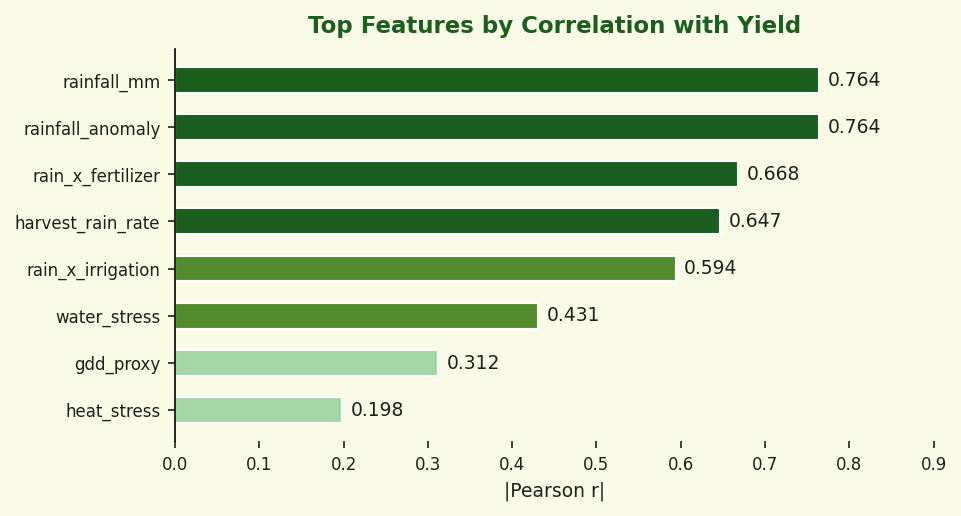 Top Features by Correlation with Yield
rainfall_mm 0.764
rainfall_anomaly 0.764
rain_x_fertilizer 0.668
harvest_rain_rate 0.647
rain_x_irrigation 0.594
water_stress 0.431
gdd_proxy 0.312
heat_stress 0.198
0.0 0.1 0.2 0.3 0.4 0.5 0.6 0.7 0.8 0.9
|Pearson r|